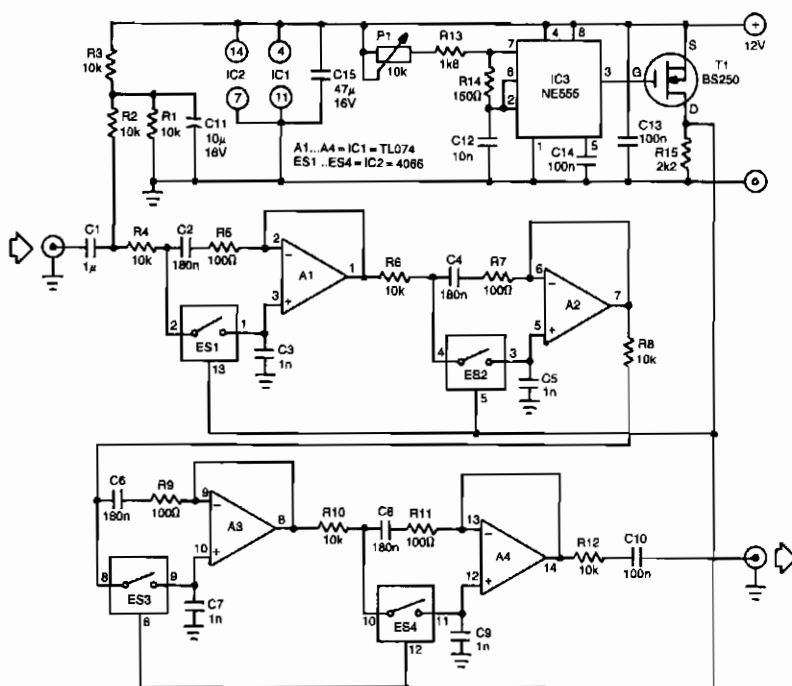 R3
10k
14
4
IC2
IC1
7
11
C15
47µ
16V
P1
10k
R13
1k8
R14
150Ω
7
6
2
4
8
IC3
NE555
3
1
5
C12
10n
C14
100n
C13
100n
G
S
D
T1
BS250
R15
2k2
+
12V
0
R2
10k
R1
10k
C11
10µ
16V
A1...A4 = IC1 = TL074
ES1 ..ES4 = IC2 = 4066
C1
1µ
R4
10k
C2
180n
R5
100Ω
2
−
A1
3
+
1
2
1
ES1
13
C3
1n
R6
10k
C4
180n
R7
100Ω
6
−
A2
5
+
7
4
3
ES2
5
C5
1n
R8
10k
C6
180n
R9
100Ω
9
−
A3
10
+
8
8
9
ES3
6
C7
1n
R10
10k
C8
180n
R11
100Ω
13
−
A4
12
+
14
10
11
ES4
12
C9
1n
R12
10k
C10
100n